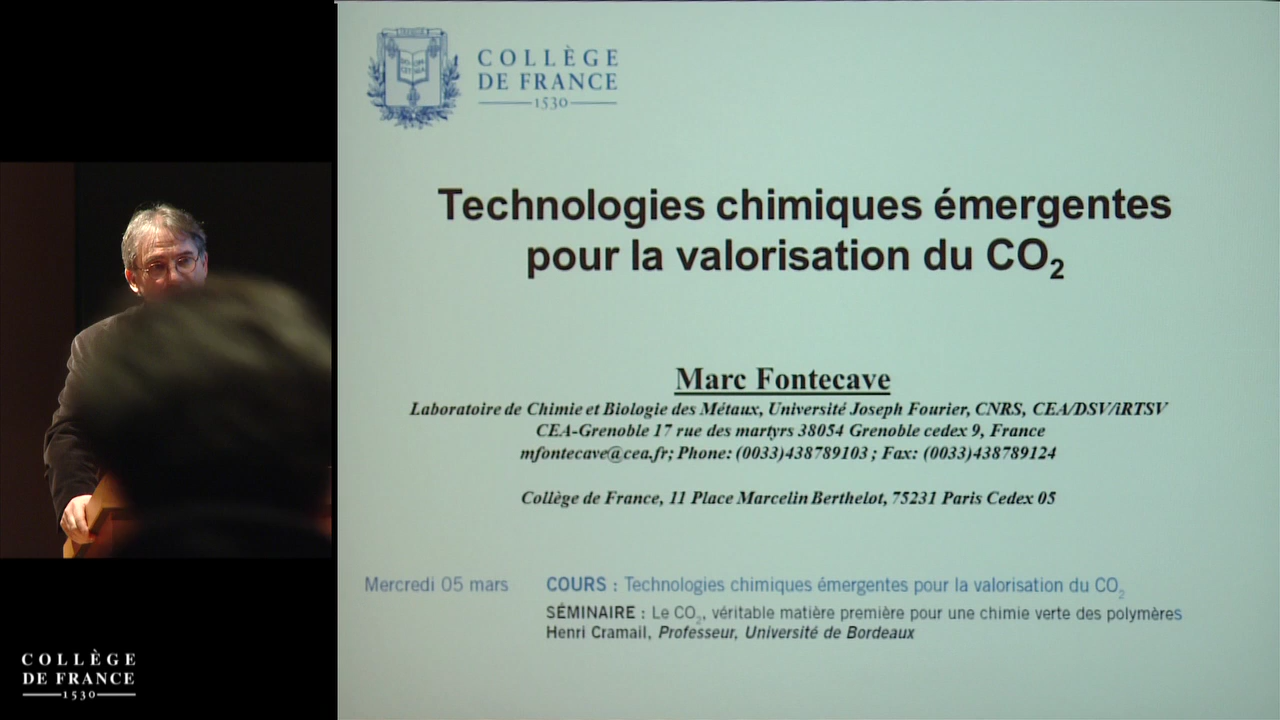 COLLÈGE
DE FRANCE
1530
Technologies chimiques émergentes
pour la valorisation du CO₂
Marc Fontecave
Laboratoire de Chimie et Biologie des Métaux, Université Joseph Fourier, CNRS, CEA/DSV/iRTSV
CEA-Grenoble 17 rue des martyrs 38054 Grenoble cedex 9, France
mfontecave@cea.fr; Phone: (0033)438789103 ; Fax: (0033)438789124
Collège de France, 11 Place Marcelin Berthelot, 75231 Paris Cedex 05
Mercredi 05 mars COURS : Technologies chimiques émergentes pour la valorisation du CO₂
SÉMINAIRE : Le CO₂, véritable matière première pour une chimie verte des polymères
Henri Cramail, Professeur, Université de Bordeaux
COLLÈGE
DE FRANCE
1530